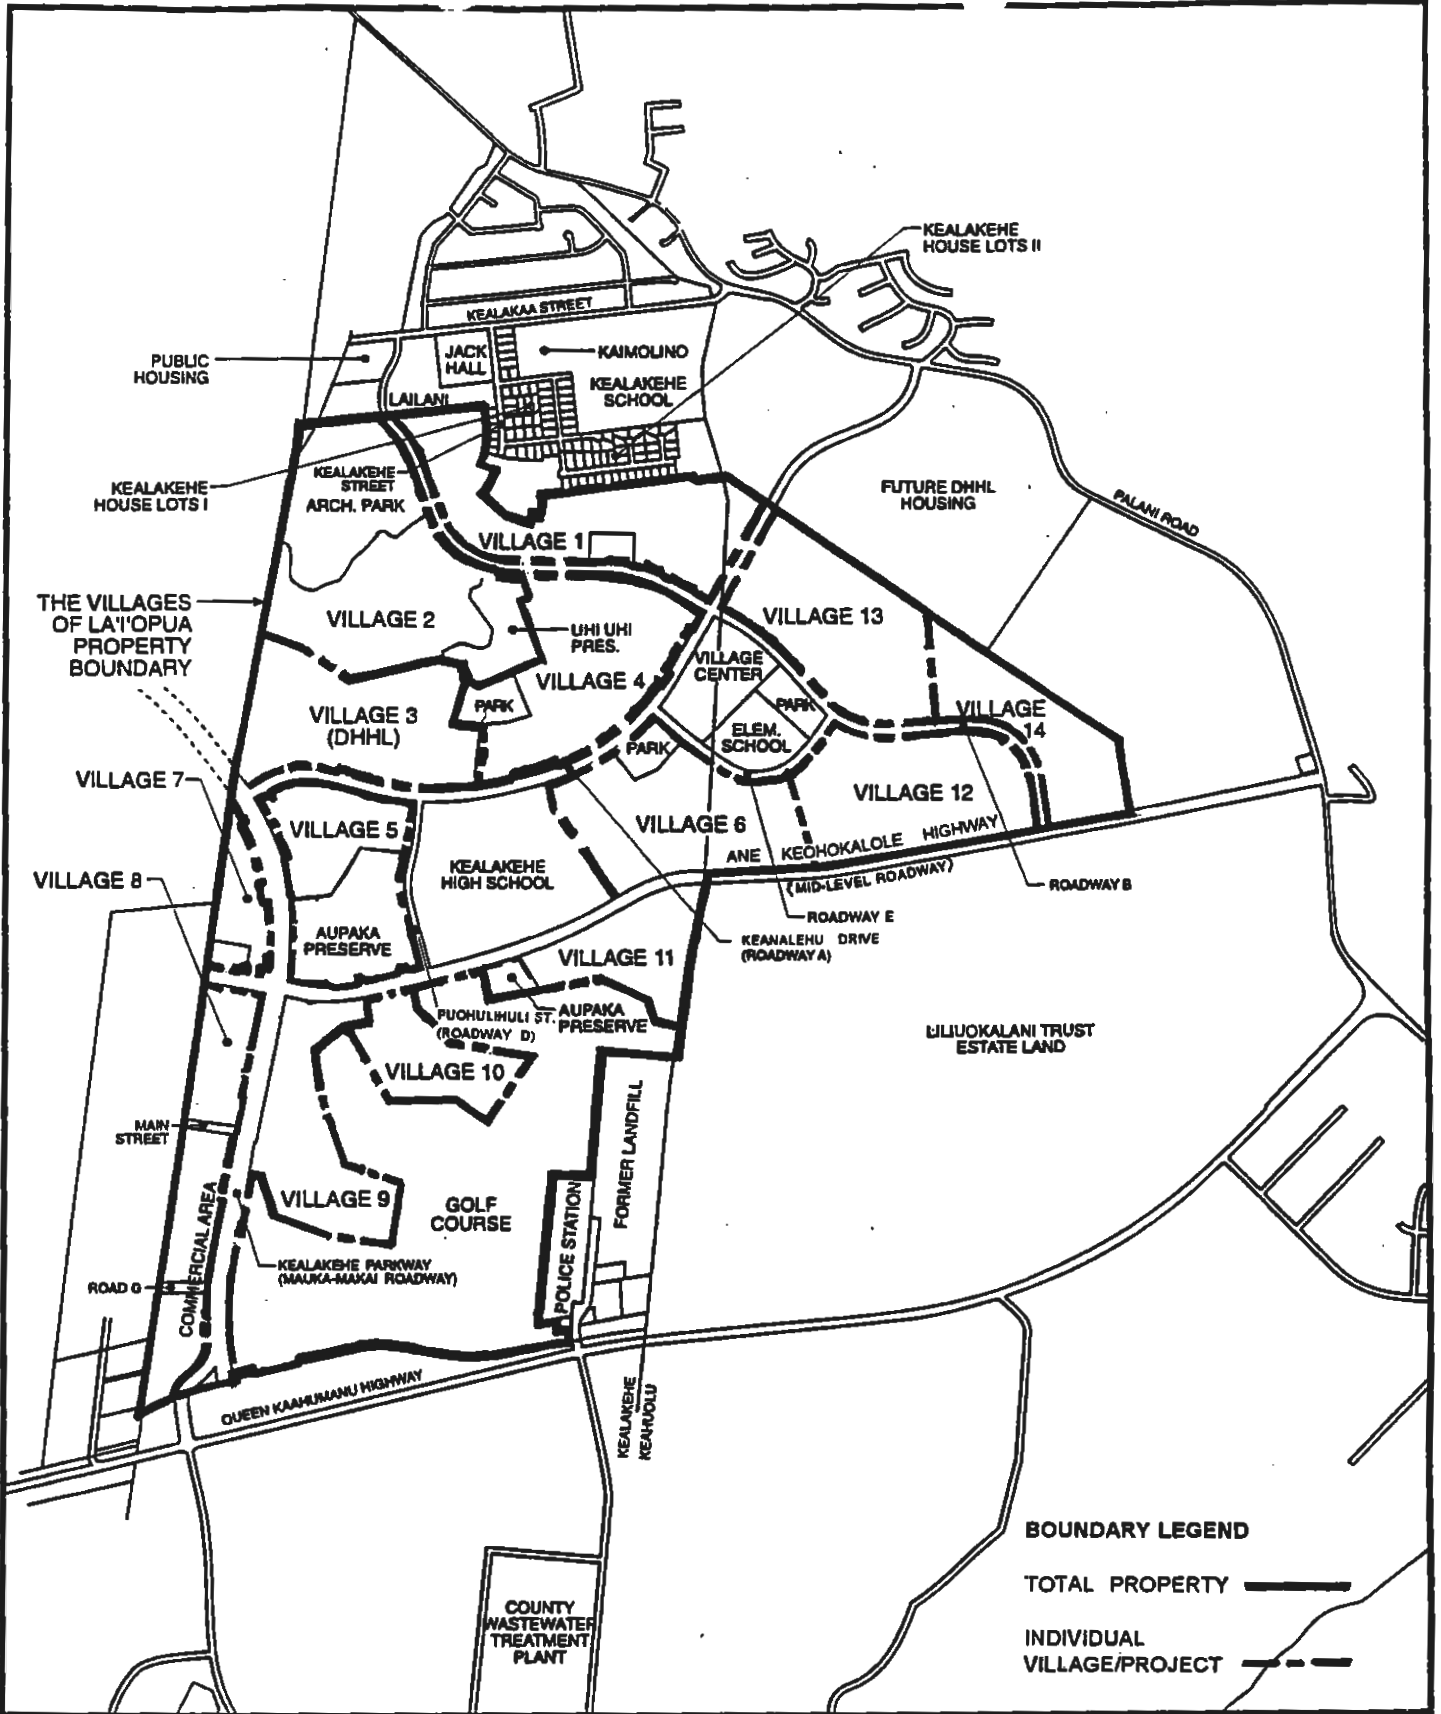 KEALAKEHE
HOUSE LOTS II
KEALAKAA STREET
PUBLIC
HOUSING
JACK
HALL
KAIMOLINO
KEALAKEHE
SCHOOL
LAILANI
KEALAKEHE
STREET
KEALAKEHE
HOUSE LOTS I
ARCH. PARK
FUTURE DHHL
HOUSING
PALANI ROAD
VILLAGE 1
THE VILLAGES
OF LA'I'OPUA
PROPERTY
BOUNDARY
VILLAGE 2
UHI UHI
PRES.
VILLAGE 13
VILLAGE
CENTER
VILLAGE 4
PARK
PARK
VILLAGE 3
(DHHL)
VILLAGE
14
ELEM.
SCHOOL
PARK
VILLAGE 7
VILLAGE 12
VILLAGE 5
VILLAGE 6
ANE KEOHOKALOLE HIGHWAY
(MID-LEVEL ROADWAY)
KEALAKEHE
HIGH SCHOOL
VILLAGE 8
ROADWAY B
ROADWAY E
AUPAKA
PRESERVE
KEANALEHU DRIVE
(ROADWAY A)
VILLAGE 11
PUOHULIHULI ST.
(ROADWAY D)
AUPAKA
PRESERVE
LILIUOKALANI TRUST
ESTATE LAND
VILLAGE 10
MAIN
STREET
FORMER LANDFILL
VILLAGE 9
GOLF
COURSE
POLICE STATION
COMMERCIAL AREA
KEALAKEHE PARKWAY
(MAUKA-MAKAI ROADWAY)
ROAD G
QUEEN KAAHUMANU HIGHWAY
KEALAKEHE
KEAHUOLU
BOUNDARY LEGEND
TOTAL PROPERTY
INDIVIDUAL
VILLAGE/PROJECT
COUNTY
WASTEWATER
TREATMENT
PLANT